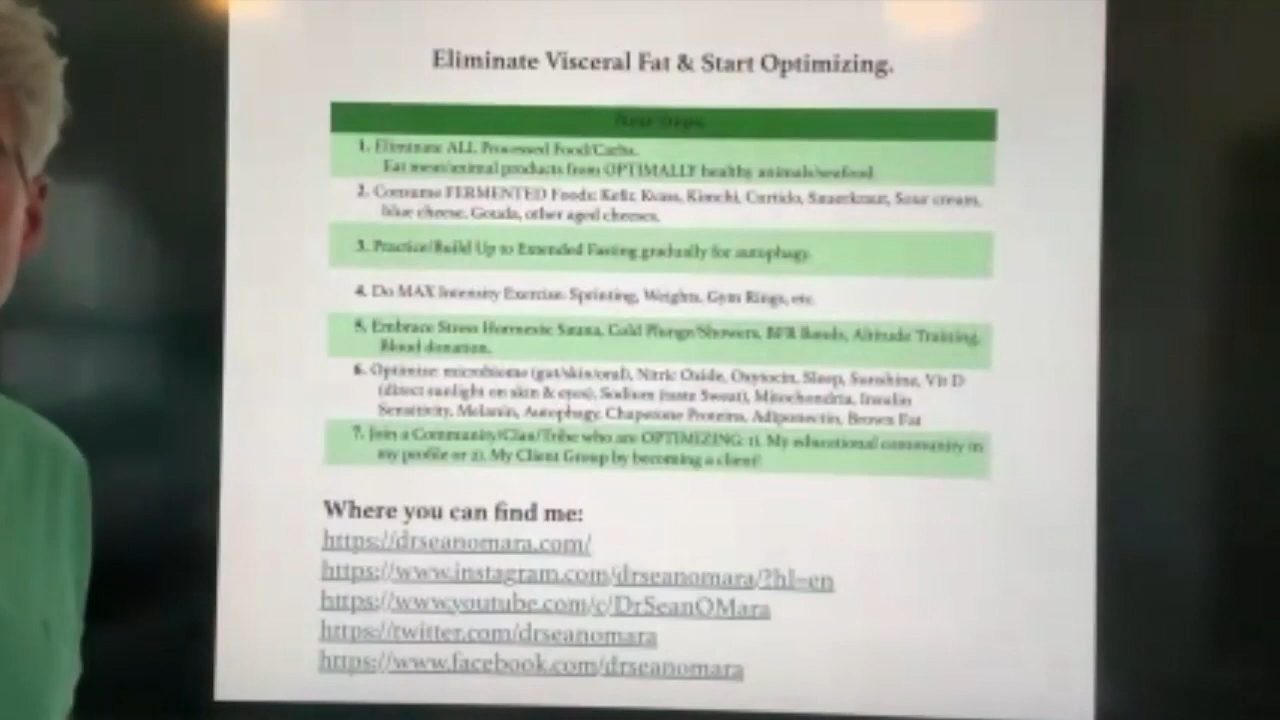 Eliminate Visceral Fat & Start Optimizing.
Next Steps
1. Eliminate ALL Processed Food/Carbs.
Eat meat/animal products from OPTIMALLY healthy animals/seafood.
2. Consume FERMENTED Foods: Kefir, Kvass, Kimchi, Curtido, Sauerkraut, Sour cream,
blue cheese, Gouda, other aged cheeses.
3. Practice/Build Up to Extended Fasting gradually for autophagy.
4. Do MAX Intensity Exercise: Sprinting, Weights, Gym Rings, etc.
5. Embrace Stress Hormesis: Sauna, Cold Plunge/Showers, BFR Bands, Altitude Training,
Blood donation.
6. Optimize: microbiome (gut/skin/oral), Nitric Oxide, Oxytocin, Sleep, Sunshine, Vit D
(direct sunlight on skin & eyes), Sodium (taste Sweat), Mitochondria, Insulin
Sensitivity, Melanin, Autophagy, Chaperone Proteins, Adiponectin, Brown Fat
7. Join a Community/Clan/Tribe who are OPTIMIZING: 1). My educational community in
my profile or 2). My Client Group by becoming a client!
Where you can find me:
https://drseanomara.com/
https://www.instagram.com/drseanomara/?hl=en
https://www.youtube.com/c/DrSeanOMara
https://twitter.com/drseanomara
https://www.facebook.com/drseanomara